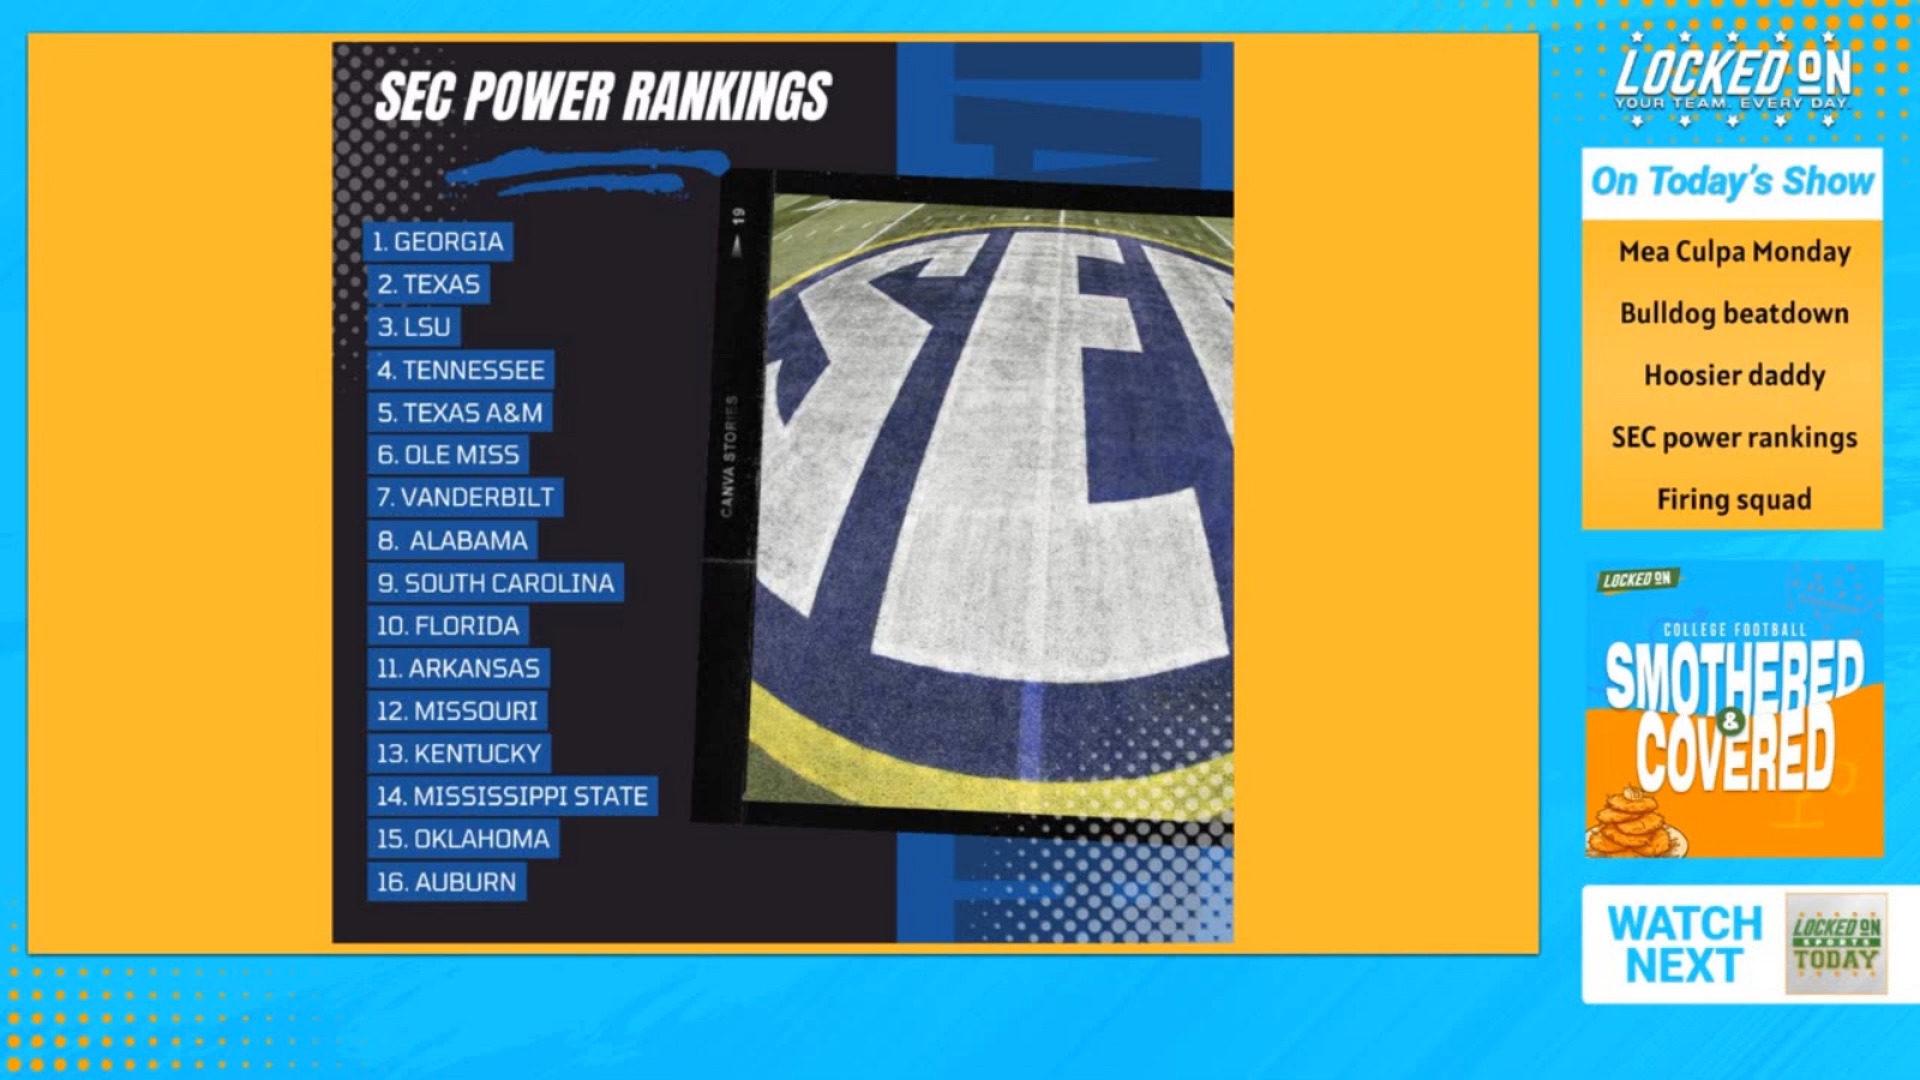 SEC POWER RANKINGS
1. GEORGIA
2. TEXAS
3. LSU
4. TENNESSEE
5. TEXAS A&M
6. OLE MISS
7. VANDERBILT
8. ALABAMA
9. SOUTH CAROLINA
10. FLORIDA
11. ARKANSAS
12. MISSOURI
13. KENTUCKY
14. MISSISSIPPI STATE
15. OKLAHOMA
16. AUBURN
19
CANVA STORIES
SEC
LOCKED ON
YOUR TEAM. EVERY DAY.
On Today's Show
Mea Culpa Monday
Bulldog beatdown
Hoosier daddy
SEC power rankings
Firing squad
LOCKED ON
COLLEGE FOOTBALL
SMOTHERED
&
COVERED
WATCH
NEXT
LOCKED ON
SPORTS
TODAY